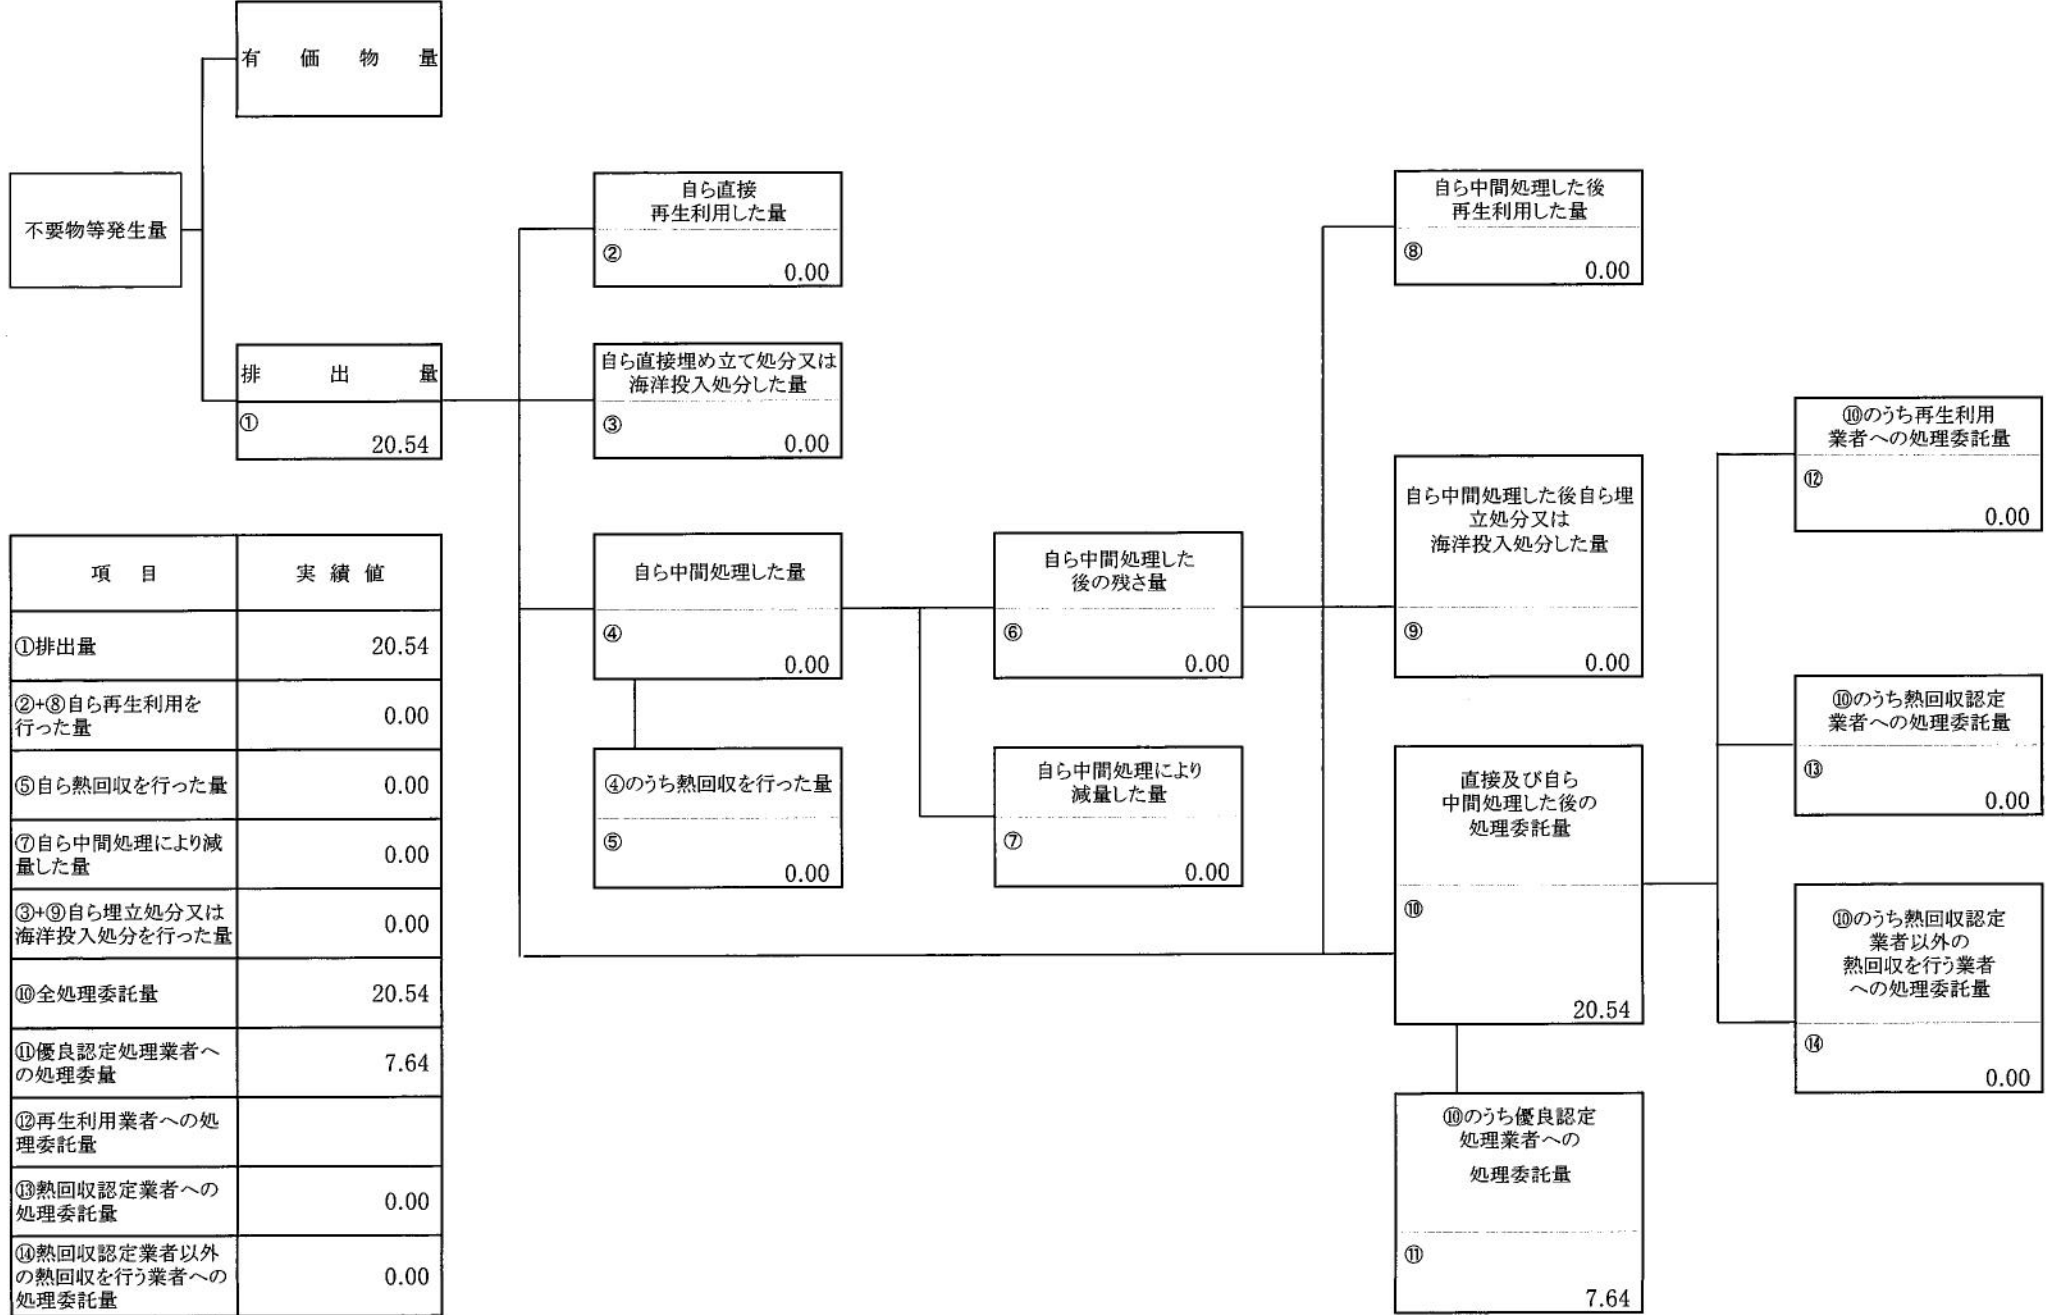 有価物量
不要物等発生量
排出量
①
20.54
自ら直接
再生利用した量
②
0.00
自ら直接埋め立て処分又は
海洋投入処分した量
③
0.00
自ら中間処理した量
④
0.00
④のうち熱回収を行った量
⑤
0.00
自ら中間処理した
後の残さ量
⑥
0.00
自ら中間処理により
減量した量
⑦
0.00
自ら中間処理した後
再生利用した量
⑧
0.00
自ら中間処理した後自ら埋
立処分又は
海洋投入処分した量
⑨
0.00
直接及び自ら
中間処理した後の
処理委託量
⑩
20.54
⑩のうち優良認定
処理業者への
処理委託量
⑪
7.64
⑩のうち再生利用
業者への処理委託量
⑫
0.00
⑩のうち熱回収認定
業者への処理委託量
⑬
0.00
⑩のうち熱回収認定
業者以外の
熱回収を行う業者
への処理委託量
⑭
0.00
項目 実績値
①排出量 20.54
②+⑧自ら再生利用を
行った量 0.00
⑤自ら熱回収を行った量 0.00
⑦自ら中間処理により減
量した量 0.00
③+⑨自ら埋立処分又は
海洋投入処分を行った量 0.00
⑩全処理委託量 20.54
⑪優良認定処理業者へ
の処理委量 7.64
⑫再生利用業者への処
理委託量
⑬熱回収認定業者への
処理委託量 0.00
⑭熱回収認定業者以外
の熱回収を行う業者への
処理委託量 0.00